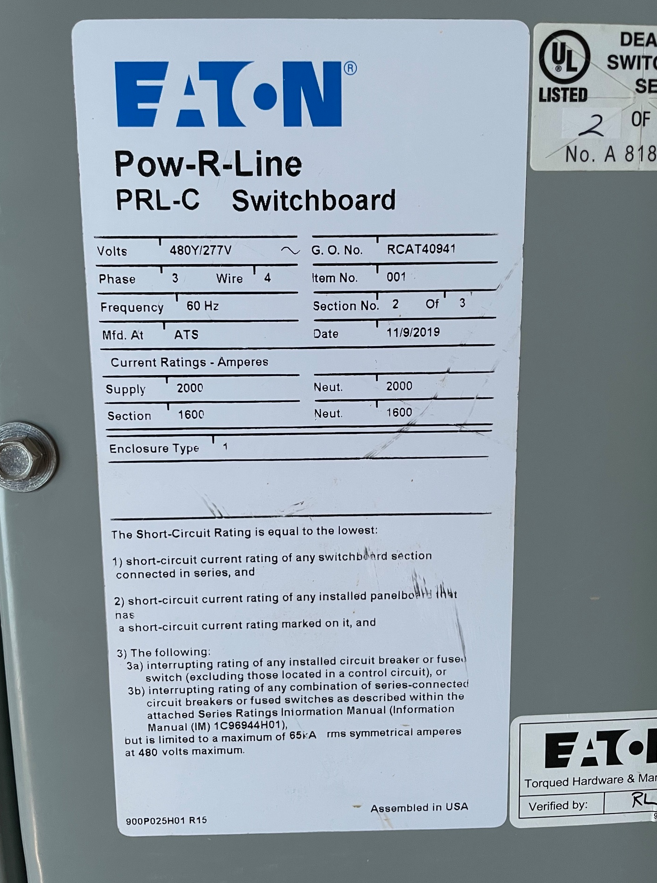 EATON®
Pow-R-Line
PRL-C Switchboard
Volts 480Y/277V ~ G. O. No. RCAT40941
Phase 3 Wire 4 Item No. 001
Frequency 60 Hz Section No. 2 Of 3
Mfd. At ATS Date 11/9/2019
Current Ratings - Amperes
Supply 2000 Neut. 2000
Section 1600 Neut. 1600
Enclosure Type 1
The Short-Circuit Rating is equal to the lowest:
1) short-circuit current rating of any switchboard section
connected in series, and
2) short-circuit current rating of any installed panelboard that
has
a short-circuit current rating marked on it, and
3) The following:
3a) interrupting rating of any installed circuit breaker or fused
switch (excluding those located in a control circuit), or
3b) interrupting rating of any combination of series-connected
circuit breakers or fused switches as described within the
attached Series Ratings Information Manual (Information
Manual (IM) 1C96944H01),
but is limited to a maximum of 65kA rms symmetrical amperes
at 480 volts maximum.
900P025H01 R15
Assembled in USA
UL
LISTED
DEA
SWITC
SE
2 OF
No. A 818
EATON
Torqued Hardware & Mar
Verified by: RL
9